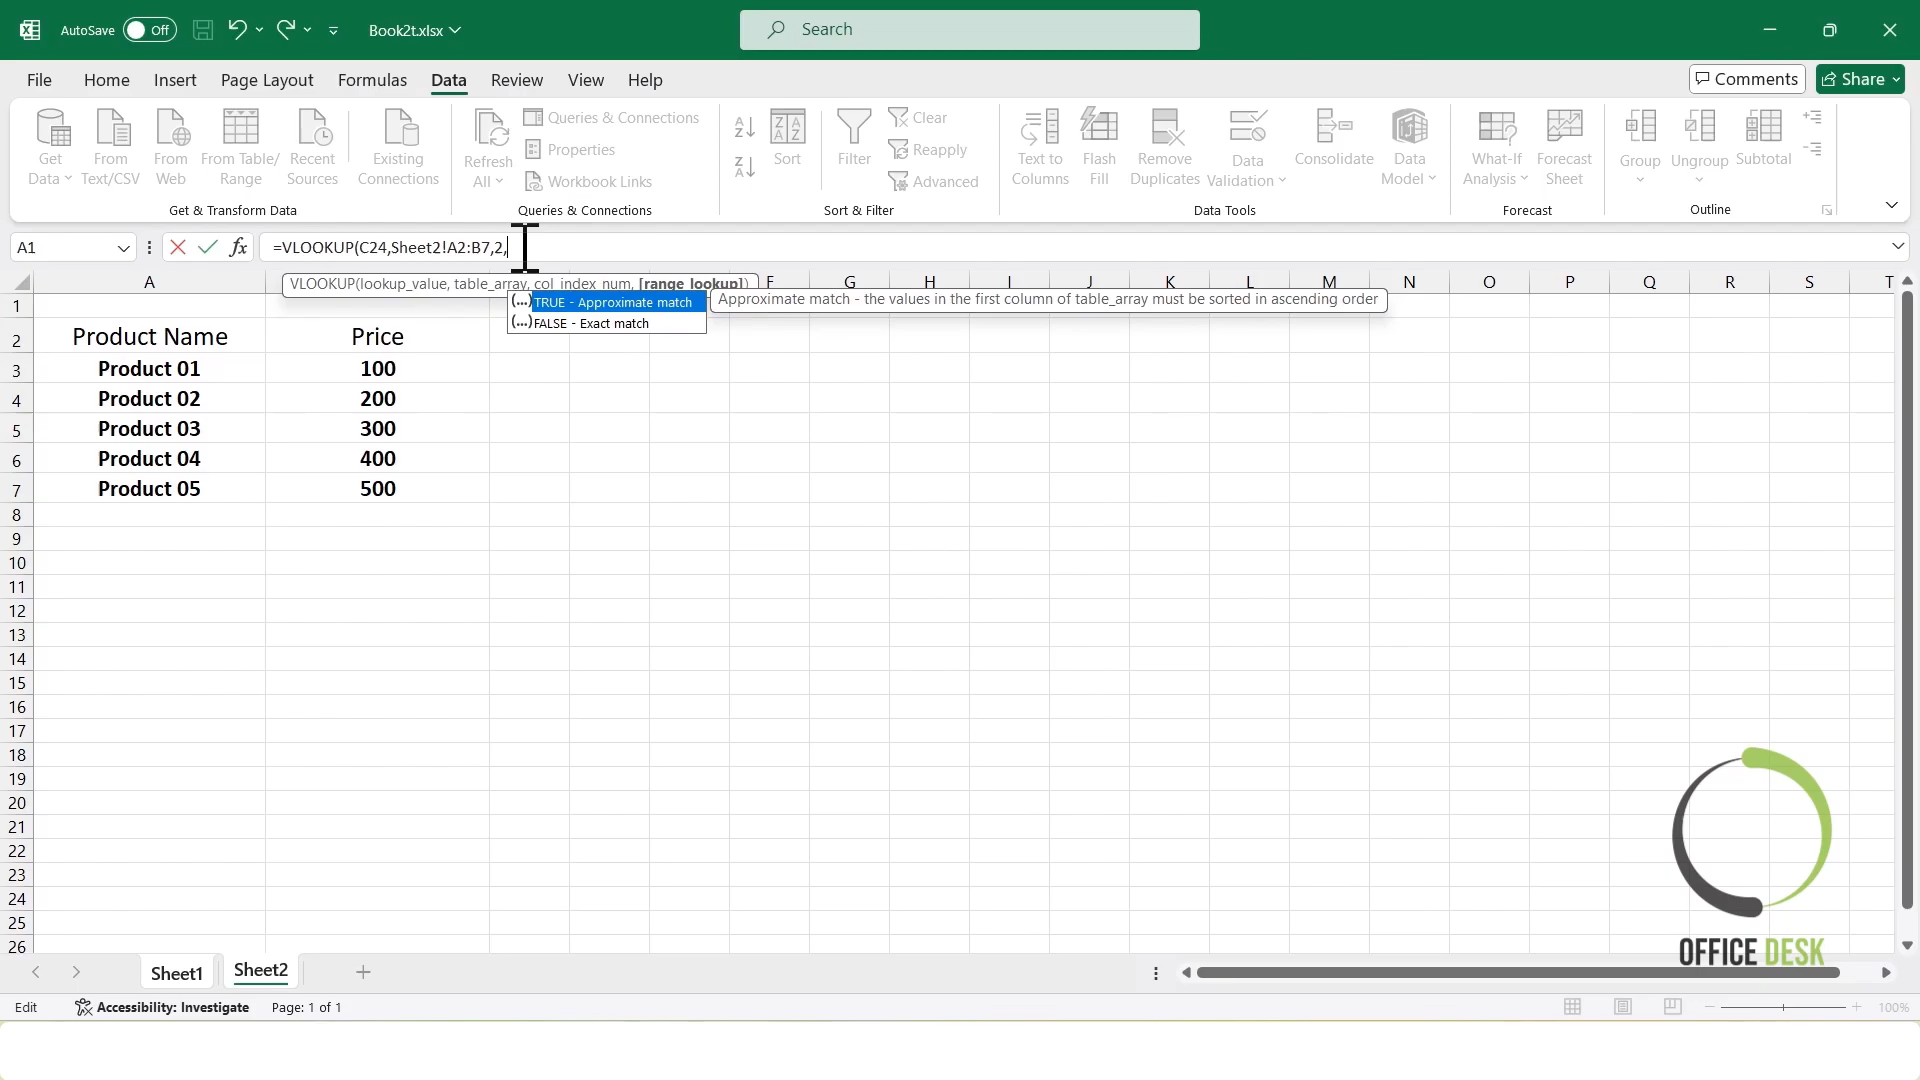 AutoSave Off Book2t.xlsx Search
File Home Insert Page Layout Formulas Data Review View Help Comments Share
Get Data From Text/CSV From Web From Table/ Range Recent Sources Existing Connections
Get & Transform Data
Refresh All Queries & Connections
Properties
Workbook Links
Queries & Connections
Sort Filter Clear
Reapply
Advanced
Sort & Filter
Text to Columns Flash Fill Remove Duplicates Data Validation Consolidate Data Model
Data Tools
What-If Analysis Forecast Sheet
Forecast
Group Ungroup Subtotal
Outline
A1 fx =VLOOKUP(C24,Sheet2!A2:B7,2,
VLOOKUP(lookup_value, table_array, col_index_num, [range_lookup])
(...)TRUE - Approximate match
(...)FALSE - Exact match
Approximate match - the values in the first column of table_array must be sorted in ascending order
A F G H I J K L M N O P Q R S T
1
2 Product Name Price
3 Product 01 100
4 Product 02 200
5 Product 03 300
6 Product 04 400
7 Product 05 500
8
9
10
11
12
13
14
15
16
17
18
19
20
21
22
23
24
25
26
OFFICE DESK
Sheet1 Sheet2
Edit Accessibility: Investigate Page: 1 of 1 100%